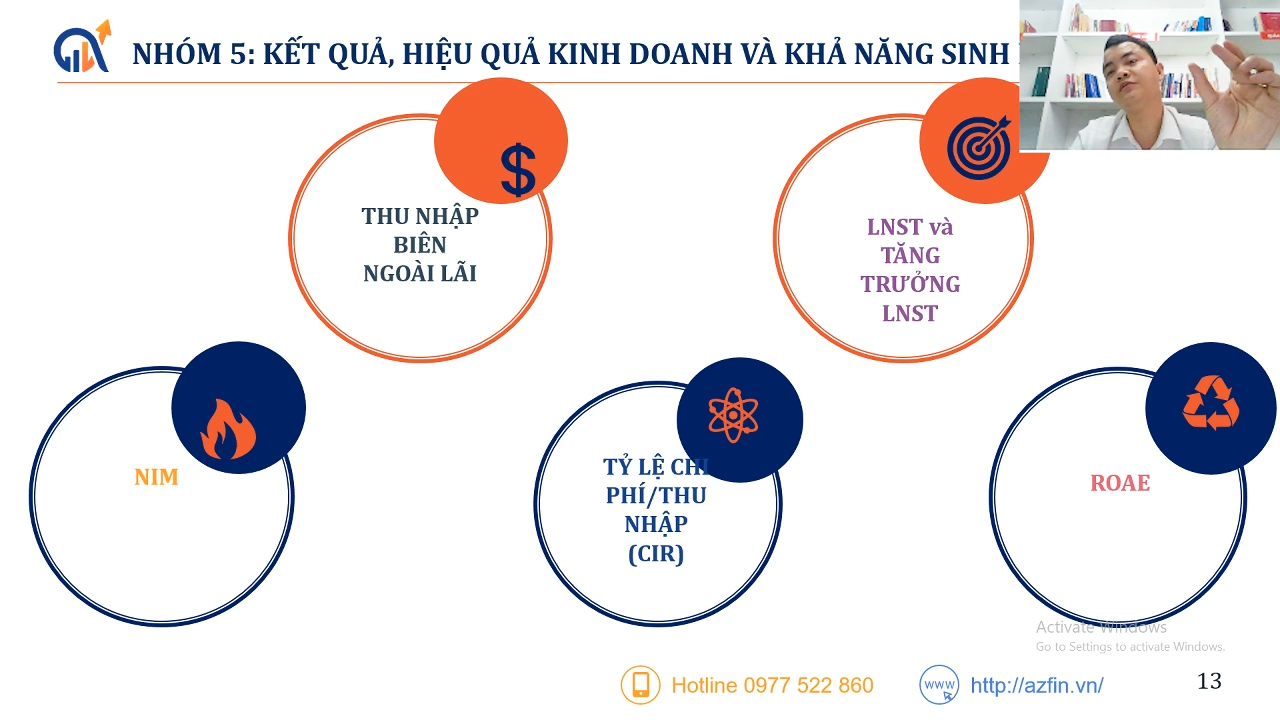 NHÓM 5: KẾT QUẢ, HIỆU QUẢ KINH DOANH VÀ KHẢ NĂNG SINH
$
THU NHẬP
BIÊN
NGOÀI LÃI
LNST và
TĂNG
TRƯỞNG
LNST
NIM
TỶ LỆ CHI
PHÍ/THU
NHẬP
(CIR)
ROAE
Activate Windows
Go to Settings to activate Windows.
Hotline 0977 522 860
www
http://azfin.vn/
13